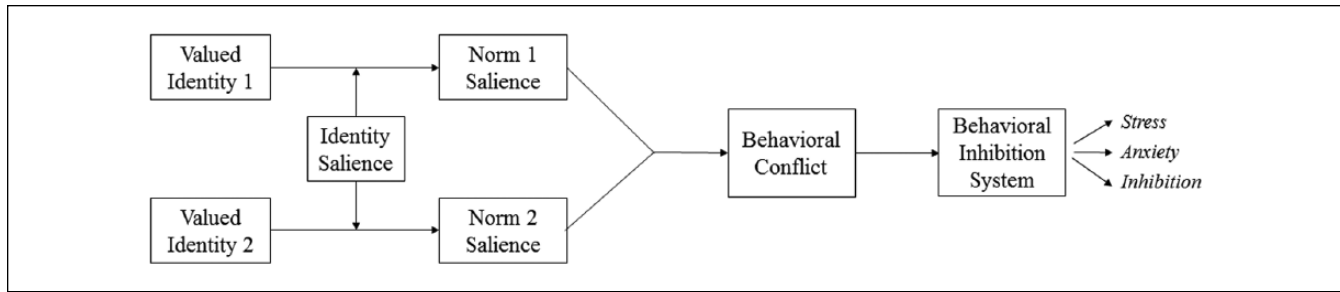 Valued
Identity 1
Norm 1
Salience
Identity
Salience
Valued
Identity 2
Norm 2
Salience
Behavioral
Conflict
Behavioral
Inhibition
System
Stress
Anxiety
Inhibition